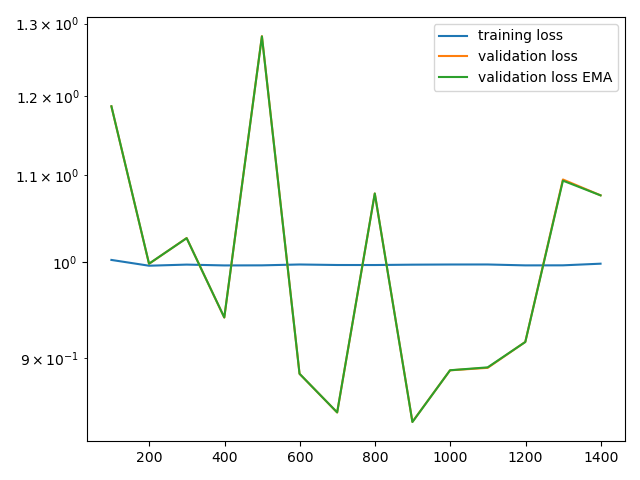 1.3 × 10⁰
1.2 × 10⁰
1.1 × 10⁰
10⁰
9 × 10⁻¹
training loss
validation loss
validation loss EMA
200 400 600 800 1000 1200 1400